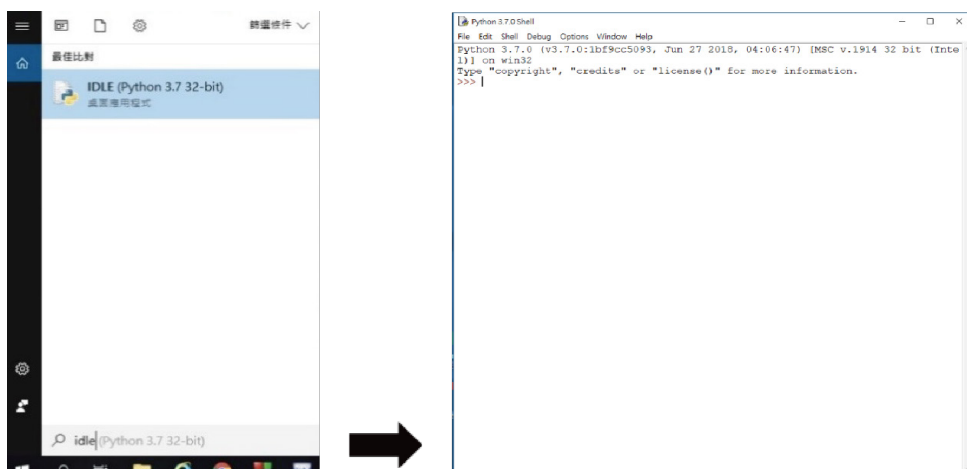 篩選條件
最佳比對
IDLE (Python 3.7 32-bit)
桌面應用程式
idle (Python 3.7 32-bit)
Python 3.7.0 Shell
File Edit Shell Debug Options Window Help
Python 3.7.0 (v3.7.0:1bf9cc5093, Jun 27 2018, 04:06:47) [MSC v.1914 32 bit (Inte
l)] on win32
Type "copyright", "credits" or "license()" for more information.
>>>